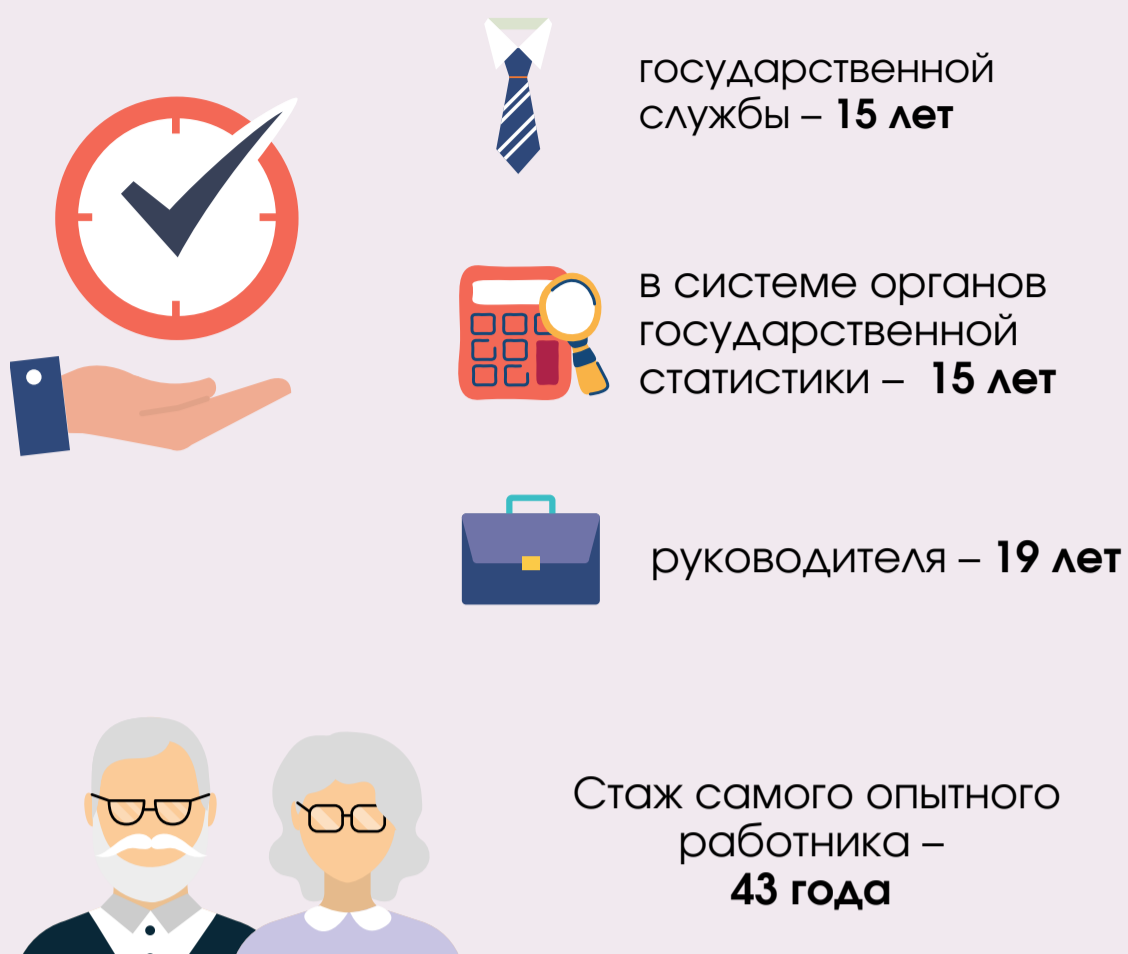 государственной
службы – 15 лет
в системе органов
государственной
статистики – 15 лет
руководителя – 19 лет
Стаж самого опытного
работника –
43 года